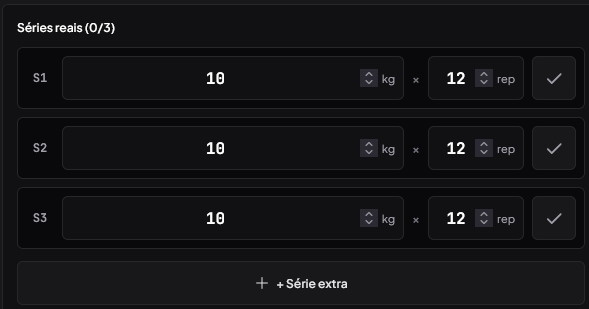 Séries reais (0/3)
S1 10 kg × 12 rep
S2 10 kg × 12 rep
S3 10 kg × 12 rep
+ Série extra